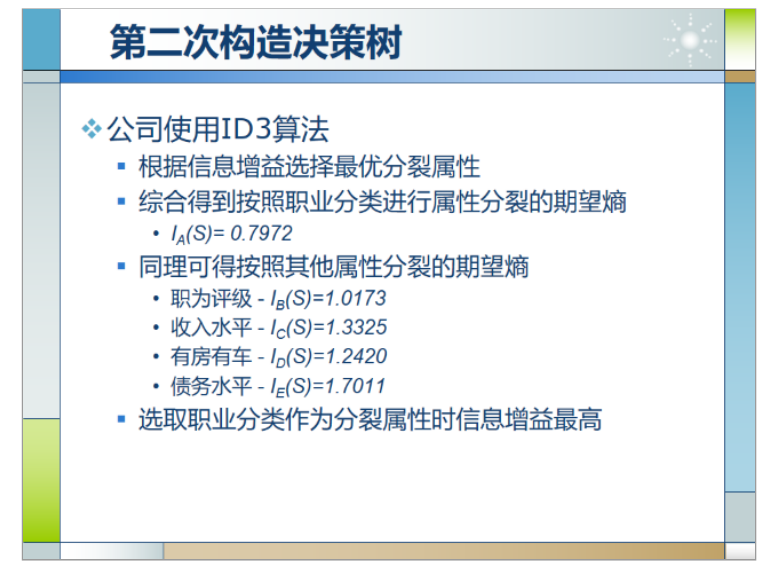 第二次构造决策树
公司使用ID3算法
根据信息增益选择最优分裂属性
综合得到按照职业分类进行属性分裂的期望熵
I_A(S)= 0.7972
同理可得按照其他属性分裂的期望熵
职为评级 - I_B(S)=1.0173
收入水平 - I_C(S)=1.3325
有房有车 - I_D(S)=1.2420
债务水平 - I_E(S)=1.7011
选取职业分类作为分裂属性时信息增益最高